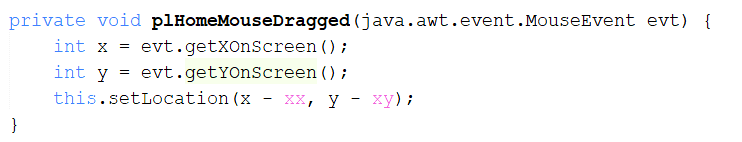 private void plHomeMouseDragged(java.awt.event.MouseEvent evt) {
    int x = evt.getXOnScreen();
    int y = evt.getYOnScreen();
    this.setLocation(x - xx, y - xy);
}